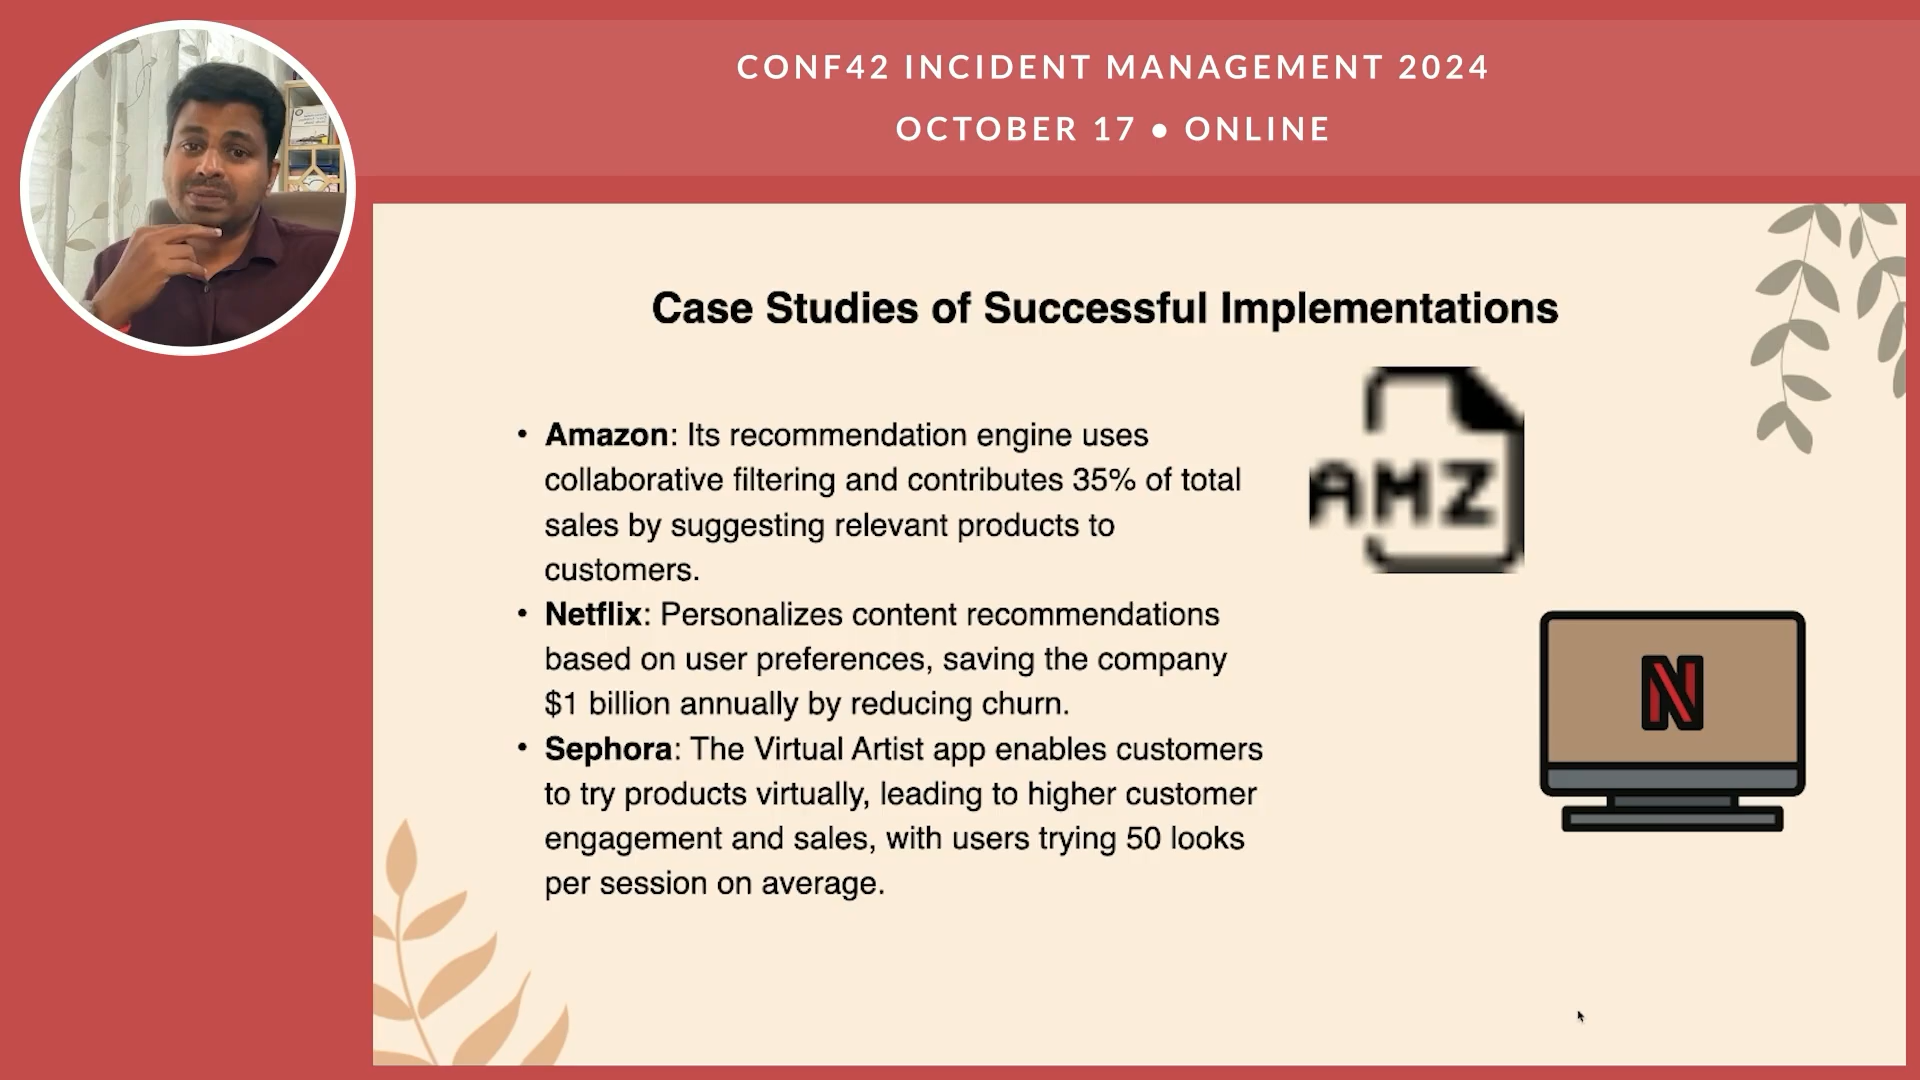 CONF42 INCIDENT MANAGEMENT 2024
OCTOBER 17 • ONLINE
Case Studies of Successful Implementations
• Amazon: Its recommendation engine uses
collaborative filtering and contributes 35% of total
sales by suggesting relevant products to
customers.
• Netflix: Personalizes content recommendations
based on user preferences, saving the company
$1 billion annually by reducing churn.
• Sephora: The Virtual Artist app enables customers
to try products virtually, leading to higher customer
engagement and sales, with users trying 50 looks
per session on average.
AMZ
N